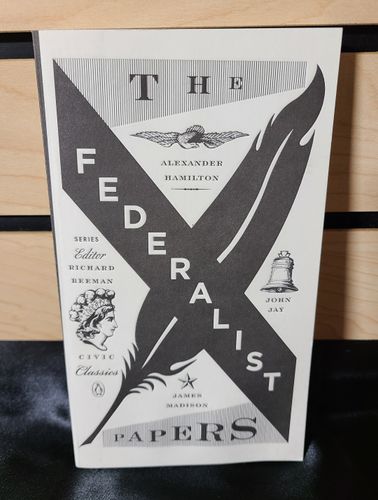 THE
ALEXANDER
HAMILTON
FEDERALIST
SERIES
Editor
RICHARD
BEEMAN
JOHN
JAY
CIVIC
Classics
JAMES
MADISON
PAPERS